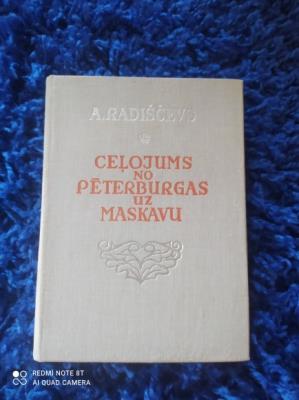 A.RADIŠČEVS
CEĻOJUMS
NO
PĒTERBURGAS
UZ
MASKAVU
REDMI NOTE 8T
AI QUAD CAMERA